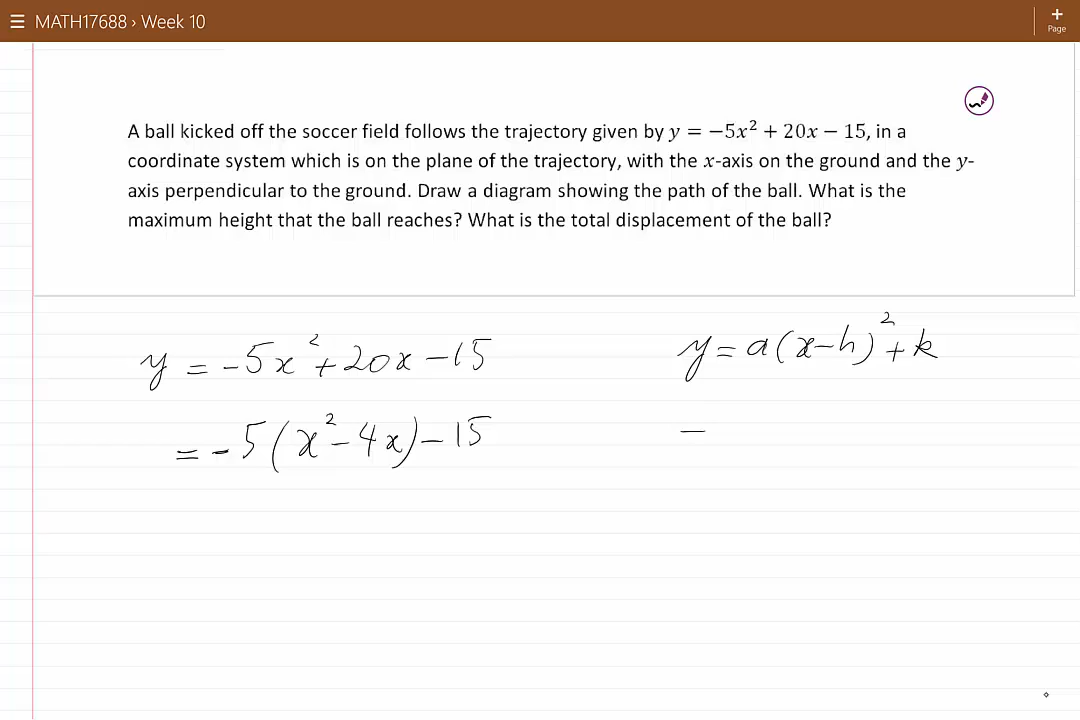 ☰ MATH17688 › Week 10
+ Page
A ball kicked off the soccer field follows the trajectory given by y = −5x² + 20x − 15, in a
coordinate system which is on the plane of the trajectory, with the x-axis on the ground and the y-
axis perpendicular to the ground. Draw a diagram showing the path of the ball. What is the
maximum height that the ball reaches? What is the total displacement of the ball?
y = -5x² + 20x - 15
= -5(x² - 4x) - 15
y = a(x-h)² + k
—